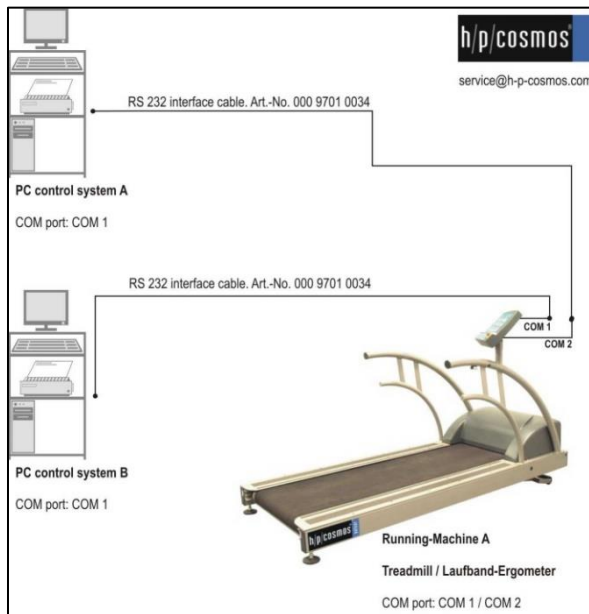 h/p/cosmos
service@h-p-cosmos.com
RS 232 interface cable. Art.-No. 000 9701 0034
PC control system A
COM port: COM 1
RS 232 interface cable. Art.-No. 000 9701 0034
COM 1
COM 2
PC control system B
COM port: COM 1
h/p/cosmos
Running-Machine A
Treadmill / Laufband-Ergometer
COM port: COM 1 / COM 2